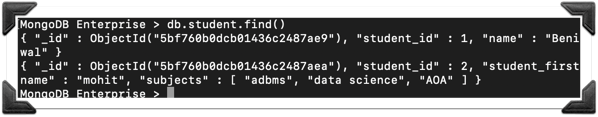 MongoDB Enterprise > db.student.find()
{ "_id" : ObjectId("5bf760b0dcb01436c2487ae9"), "student_id" : 1, "name" : "Beni
wal" }
{ "_id" : ObjectId("5bf760b0dcb01436c2487aea"), "student_id" : 2, "student_first
name" : "mohit", "subjects" : [ "adbms", "data science", "AOA" ] }
MongoDB Enterprise >